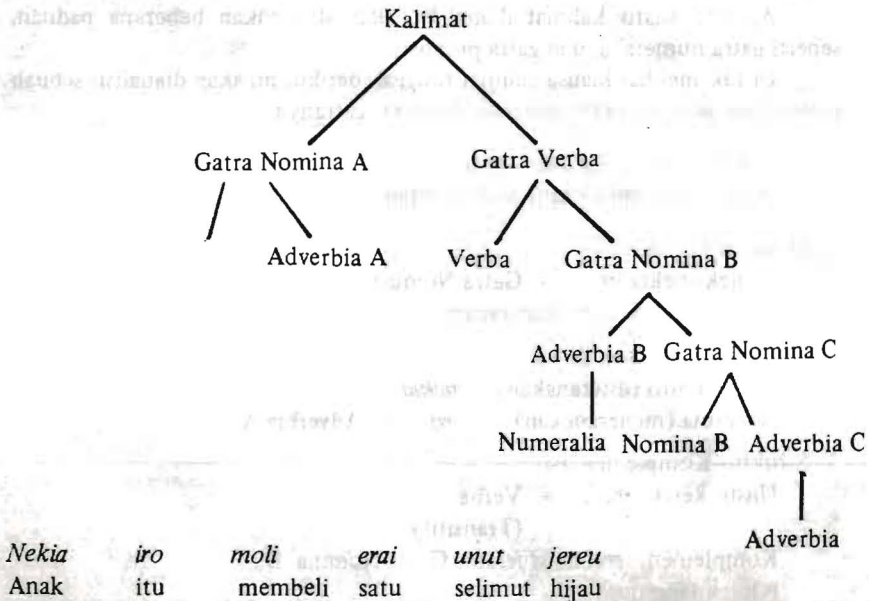 Kalimat
Gatra Nomina A Gatra Verba
Adverbia A Verba Gatra Nomina B
Adverbia B Gatra Nomina C
Numeralia Nomina B Adverbia C
Adverbia
Nekia iro moli erai unut jereu
Anak itu membeli satu selimut hijau